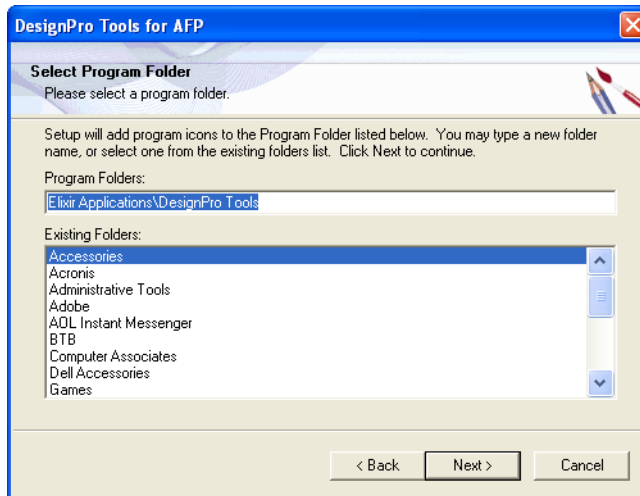 DesignPro Tools for AFP
Select Program Folder
Please select a program folder.
Setup will add program icons to the Program Folder listed below. You may type a new folder
name, or select one from the existing folders list. Click Next to continue.
Program Folders:
Elixir Applications\DesignPro Tools
Existing Folders:
Accessories
Acronis
Administrative Tools
Adobe
AOL Instant Messenger
BTB
Computer Associates
Dell Accessories
Games
< Back Next > Cancel